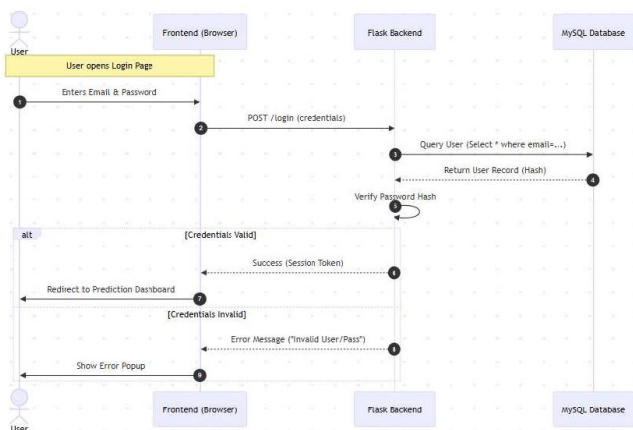 Frontend (Browser)
Flask Backend
MySQL Database
User
User opens Login Page
Enters Email & Password
1
POST /login (credentials)
2
Query User (Select * where email=...)
3
Return User Record (Hash)
4
Verify Password Hash
5
alt
[Credentials Valid]
Success (Session Token)
6
Redirect to Prediction Dashboard
7
[Credentials Invalid]
Error Message ("Invalid User/Pass")
8
Show Error Popup
9
Frontend (Browser)
Flask Backend
MySQL Database
User